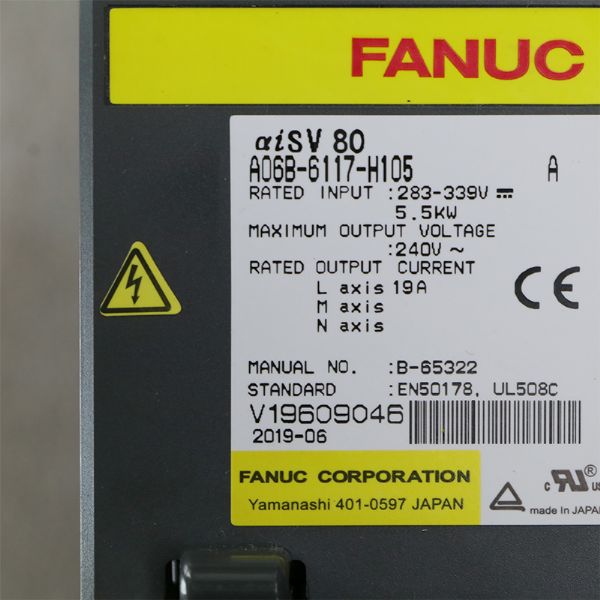 FANUC
αiSV 80
A06B-6117-H105 A
RATED INPUT :283-339V ⎓
5.5KW
MAXIMUM OUTPUT VOLTAGE
:240V ~
RATED OUTPUT CURRENT
L axis 19A
M axis
N axis
CE
MANUAL NO. :B-65322
STANDARD :EN50178, UL508C
V19609046
2019-06
FANUC CORPORATION
Yamanashi 401-0597 JAPAN
c RU® us
made in JAPAN